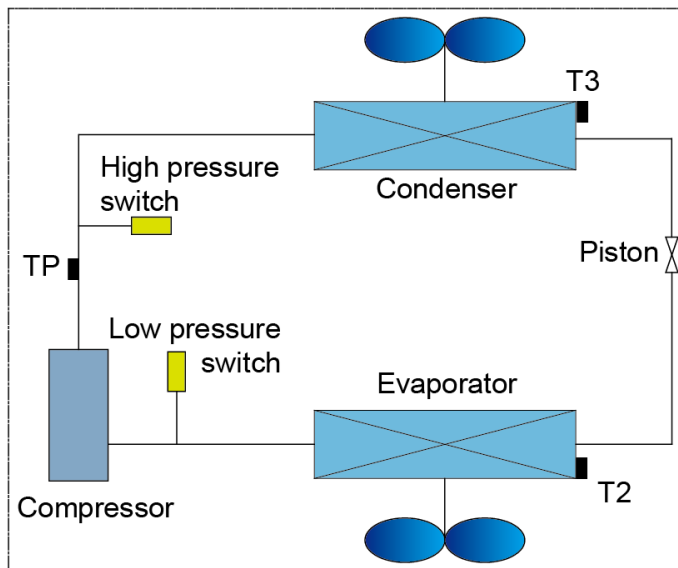 T3
High pressure
switch
Condenser
TP
Piston
Low pressure
switch
Evaporator
Compressor
T2